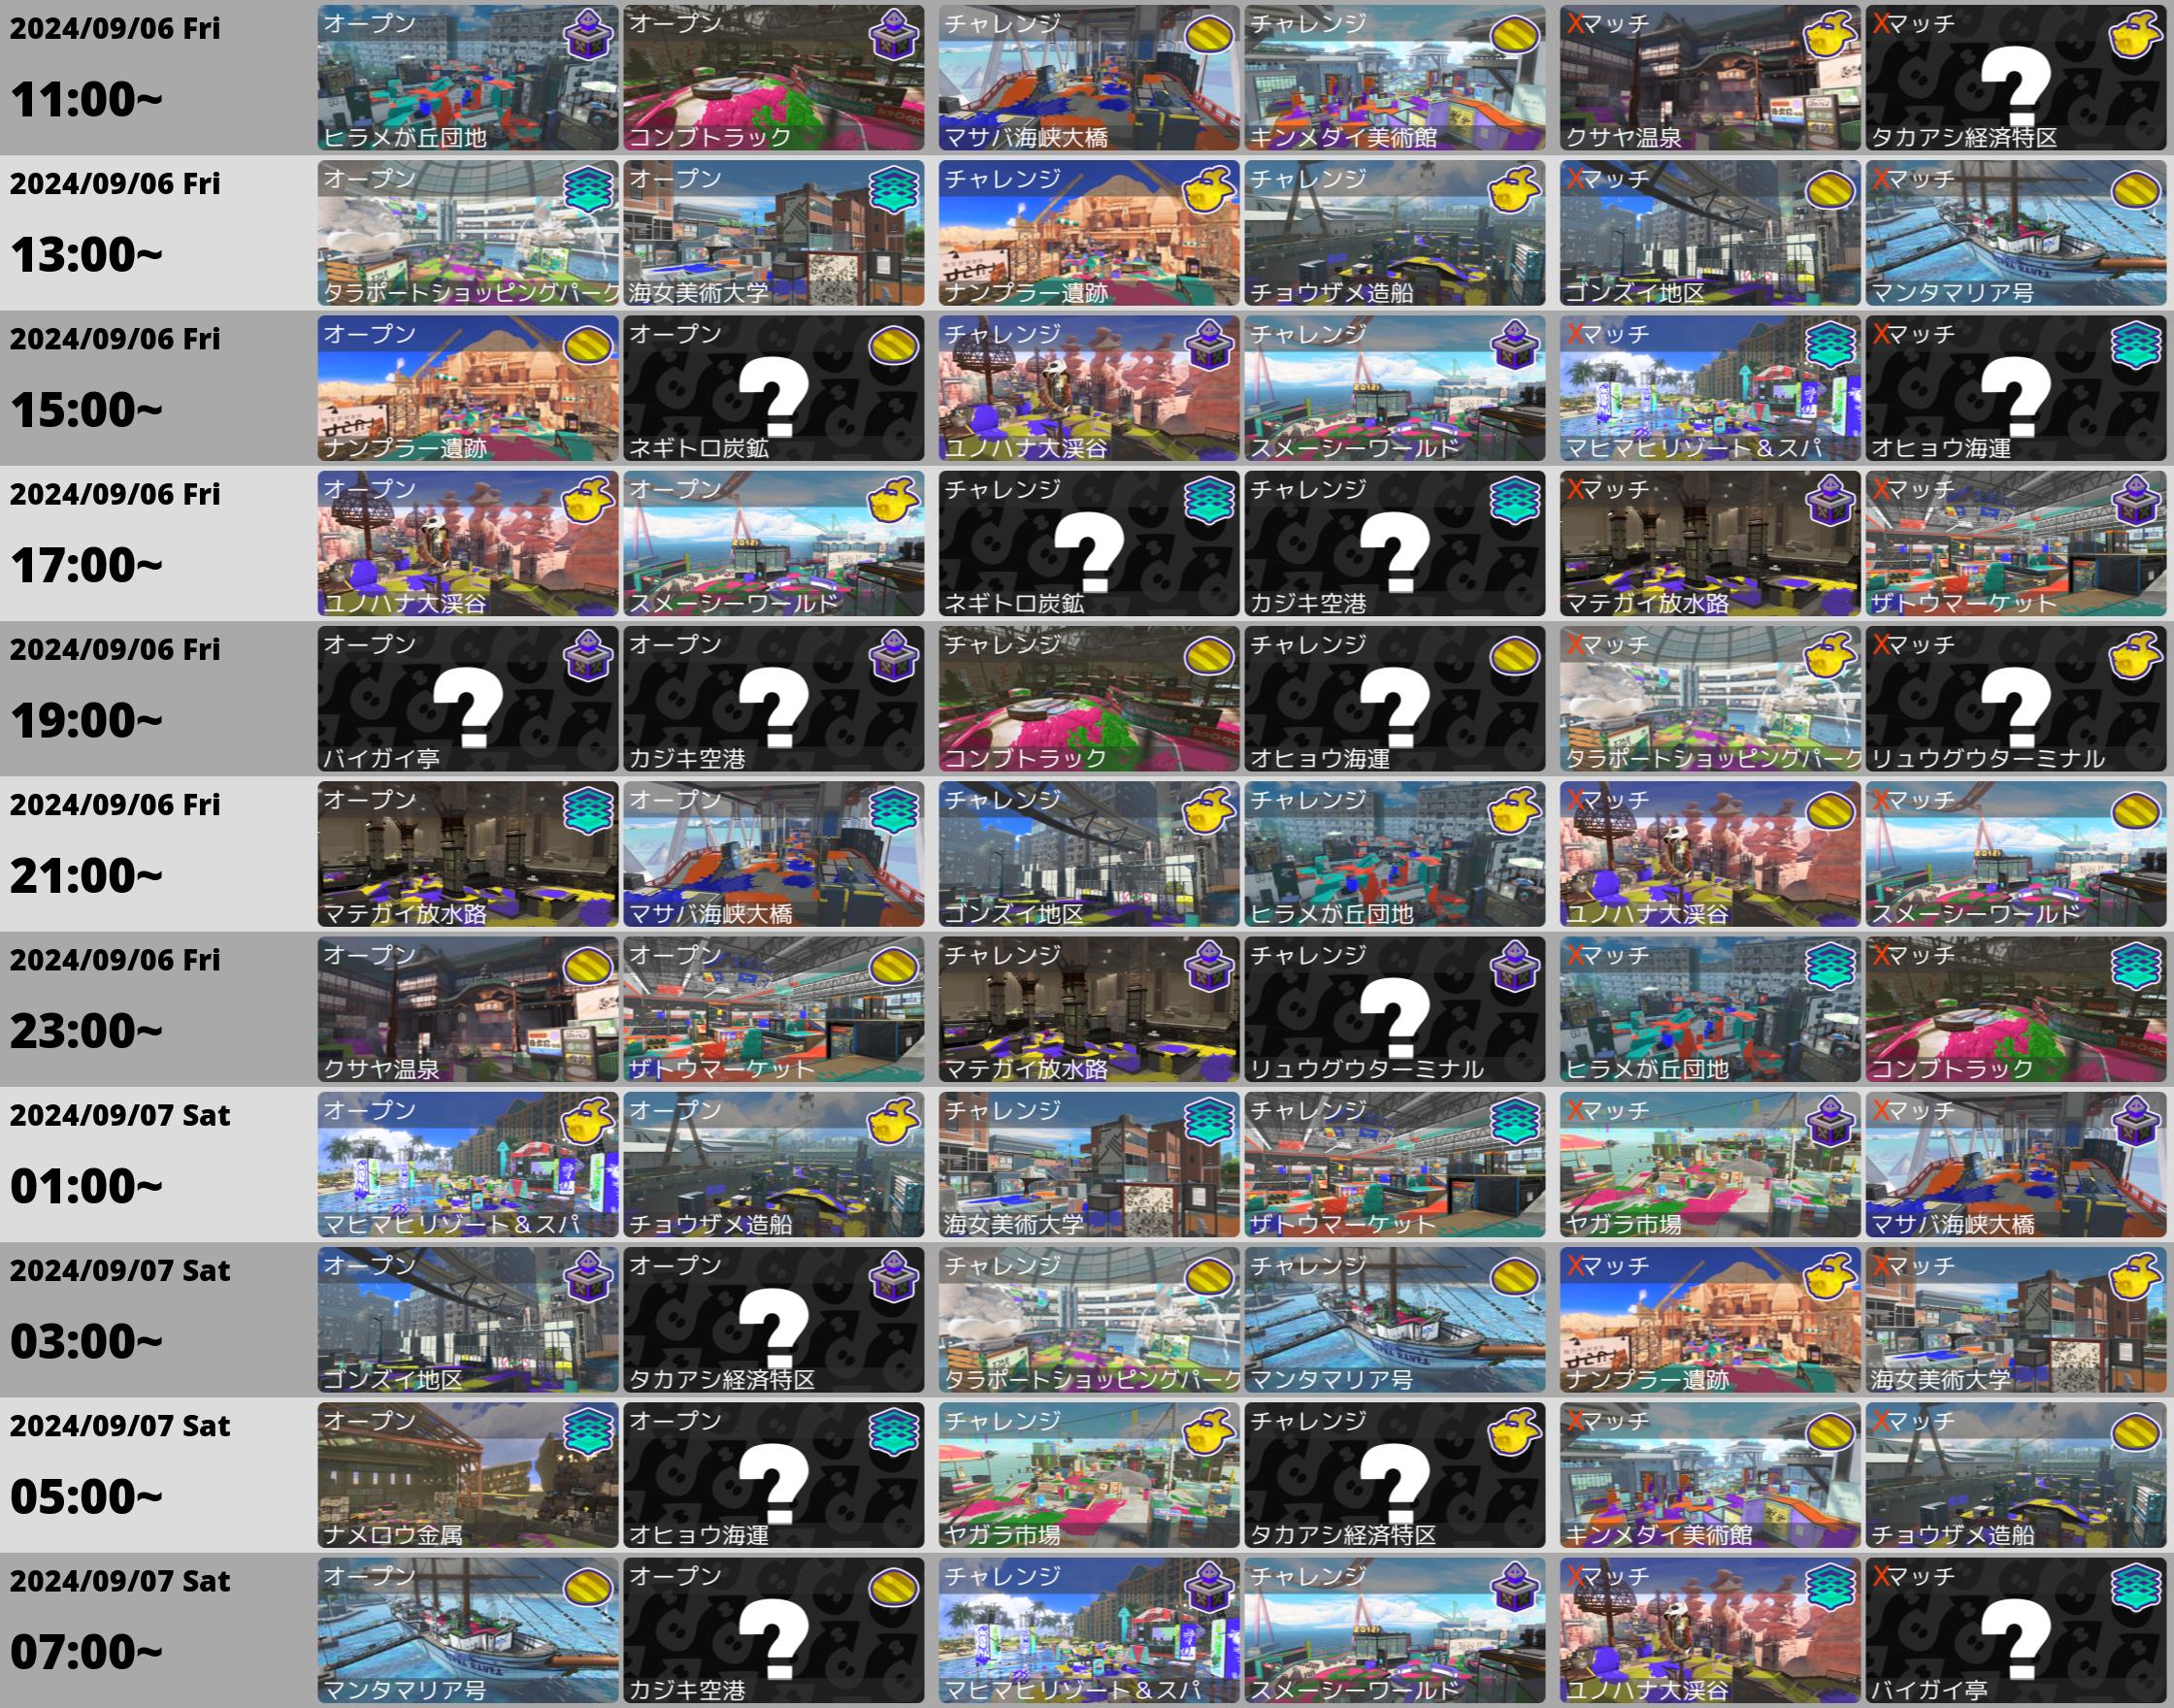 2024/09/06 Fri
11:00~
オープン オープン チャレンジ チャレンジ Xマッチ Xマッチ
ヒラメが丘団地 コンブトラック マサバ海峡大橋 キンメダイ美術館 クサヤ温泉 タカアシ経済特区
2024/09/06 Fri
13:00~
オープン オープン チャレンジ チャレンジ Xマッチ Xマッチ
タラポートショッピングパーク 海女美術大学 ナンプラー遺跡 チョウザメ造船 ゴンズイ地区 マンタマリア号
2024/09/06 Fri
15:00~
オープン オープン チャレンジ チャレンジ Xマッチ Xマッチ
ナンプラー遺跡 ネギトロ炭鉱 ユノハナ大渓谷 スメーシーワールド マヒマヒリゾート&スパ オヒョウ海運
2024/09/06 Fri
17:00~
オープン オープン チャレンジ チャレンジ Xマッチ Xマッチ
ユノハナ大渓谷 スメーシーワールド ネギトロ炭鉱 カジキ空港 マテガイ放水路 ザトウマーケット
2024/09/06 Fri
19:00~
オープン オープン チャレンジ チャレンジ Xマッチ Xマッチ
バイガイ亭 カジキ空港 コンブトラック オヒョウ海運 タラポートショッピングパーク リュウグウターミナル
2024/09/06 Fri
21:00~
オープン オープン チャレンジ チャレンジ Xマッチ Xマッチ
マテガイ放水路 マサバ海峡大橋 ゴンズイ地区 ヒラメが丘団地 ユノハナ大渓谷 スメーシーワールド
2024/09/06 Fri
23:00~
オープン オープン チャレンジ チャレンジ Xマッチ Xマッチ
クサヤ温泉 ザトウマーケット マテガイ放水路 リュウグウターミナル ヒラメが丘団地 コンブトラック
2024/09/07 Sat
01:00~
オープン オープン チャレンジ チャレンジ Xマッチ Xマッチ
マヒマヒリゾート&スパ チョウザメ造船 海女美術大学 ザトウマーケット ヤガラ市場 マサバ海峡大橋
2024/09/07 Sat
03:00~
オープン オープン チャレンジ チャレンジ Xマッチ Xマッチ
ゴンズイ地区 タカアシ経済特区 タラポートショッピングパーク マンタマリア号 ナンプラー遺跡 海女美術大学
2024/09/07 Sat
05:00~
オープン オープン チャレンジ チャレンジ Xマッチ Xマッチ
ナメロウ金属 オヒョウ海運 ヤガラ市場 タカアシ経済特区 キンメダイ美術館 チョウザメ造船
2024/09/07 Sat
07:00~
オープン オープン チャレンジ チャレンジ Xマッチ Xマッチ
マンタマリア号 カジキ空港 マヒマヒリゾート&スパ スメーシーワールド ユノハナ大渓谷 バイガイ亭